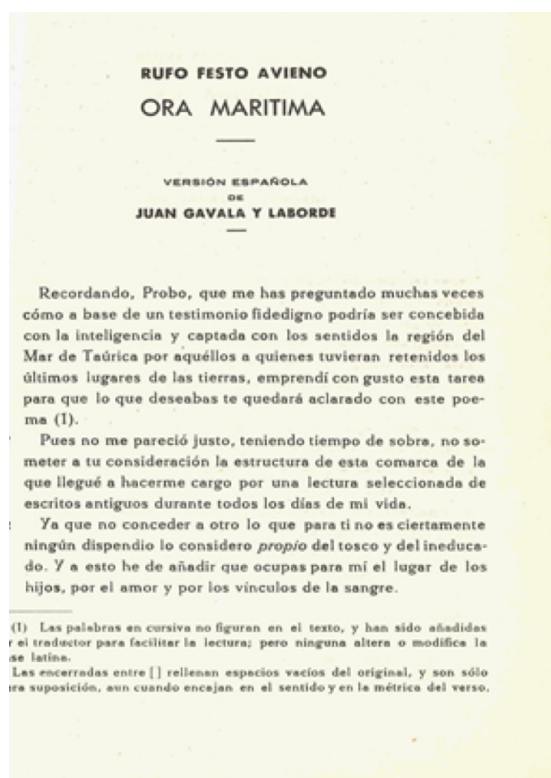 RUFO FESTO AVIENO
ORA MARITIMA
VERSIÓN ESPAÑOLA
DE
JUAN GAVALA Y LABORDE
Recordando, Probo, que me has preguntado muchas veces
cómo a base de un testimonio fidedigno podría ser concebida
con la inteligencia y captada con los sentidos la región del
Mar de Taúrica por aquéllos a quienes tuvieran retenidos los
últimos lugares de las tierras, emprendí con gusto esta tarea
para que lo que deseabas te quedará aclarado con este poe-
ma (1).
Pues no me pareció justo, teniendo tiempo de sobra, no so-
meter a tu consideración la estructura de esta comarca de la
que llegué a hacerme cargo por una lectura seleccionada de
escritos antiguos durante todos los días de mi vida.
Ya que no conceder a otro lo que para ti no es ciertamente
ningún dispendio lo considero propio del tosco y del ineduca-
do. Y a esto he de añadir que ocupas para mí el lugar de los
hijos, por el amor y por los vínculos de la sangre.
(1) Las palabras en cursiva no figuran en el texto, y han sido añadidas
r el traductor para facilitar la lectura; pero ninguna altera o modifica la
se latina.
Las encerradas entre [ ] rellenan espacios vacíos del original, y son sólo
ra suposición, aun cuando encajan en el sentido y en la métrica del verso.